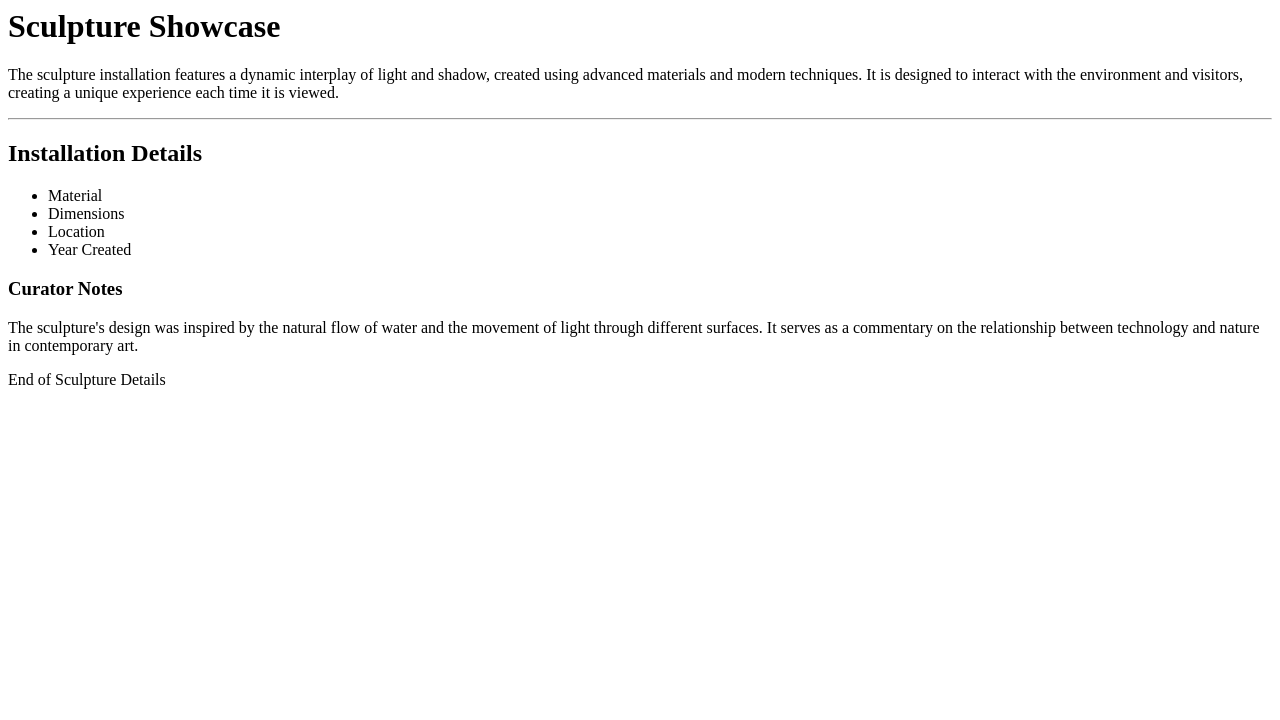 Sculpture Showcase
The sculpture installation features a dynamic interplay of light and shadow, created using advanced materials and modern techniques. It is designed to interact with the environment and visitors,
creating a unique experience each time it is viewed.
Installation Details
Material
Dimensions
Location
Year Created
Curator Notes
The sculpture's design was inspired by the natural flow of water and the movement of light through different surfaces. It serves as a commentary on the relationship between technology and nature
in contemporary art.
End of Sculpture Details